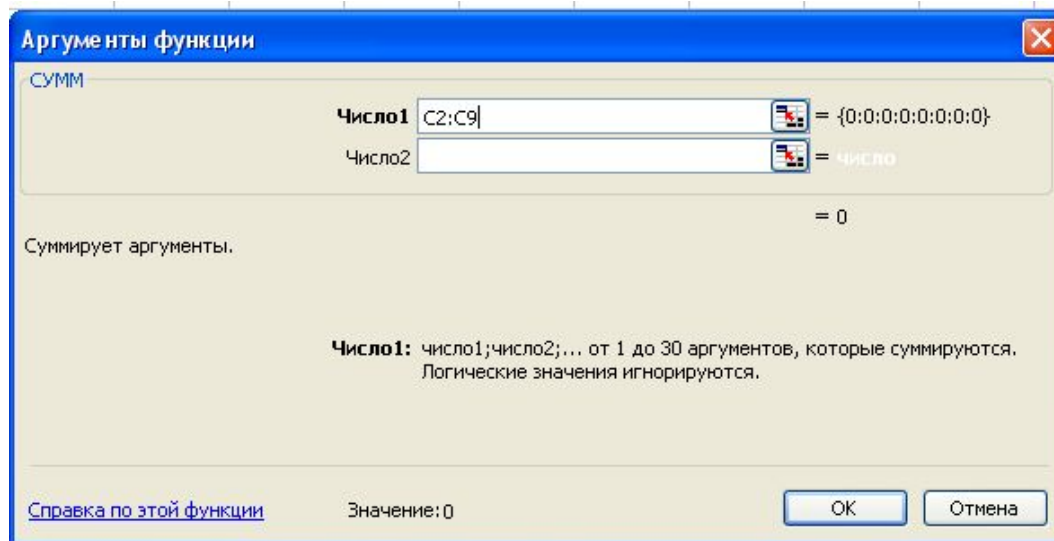 Аргументы функции
СУММ
Число1 C2:C9 = {0:0:0:0:0:0:0:0}
Число2 = число
= 0
Суммирует аргументы.
Число1: число1;число2;... от 1 до 30 аргументов, которые суммируются.
Логические значения игнорируются.
Справка по этой функции Значение:0 OK Отмена